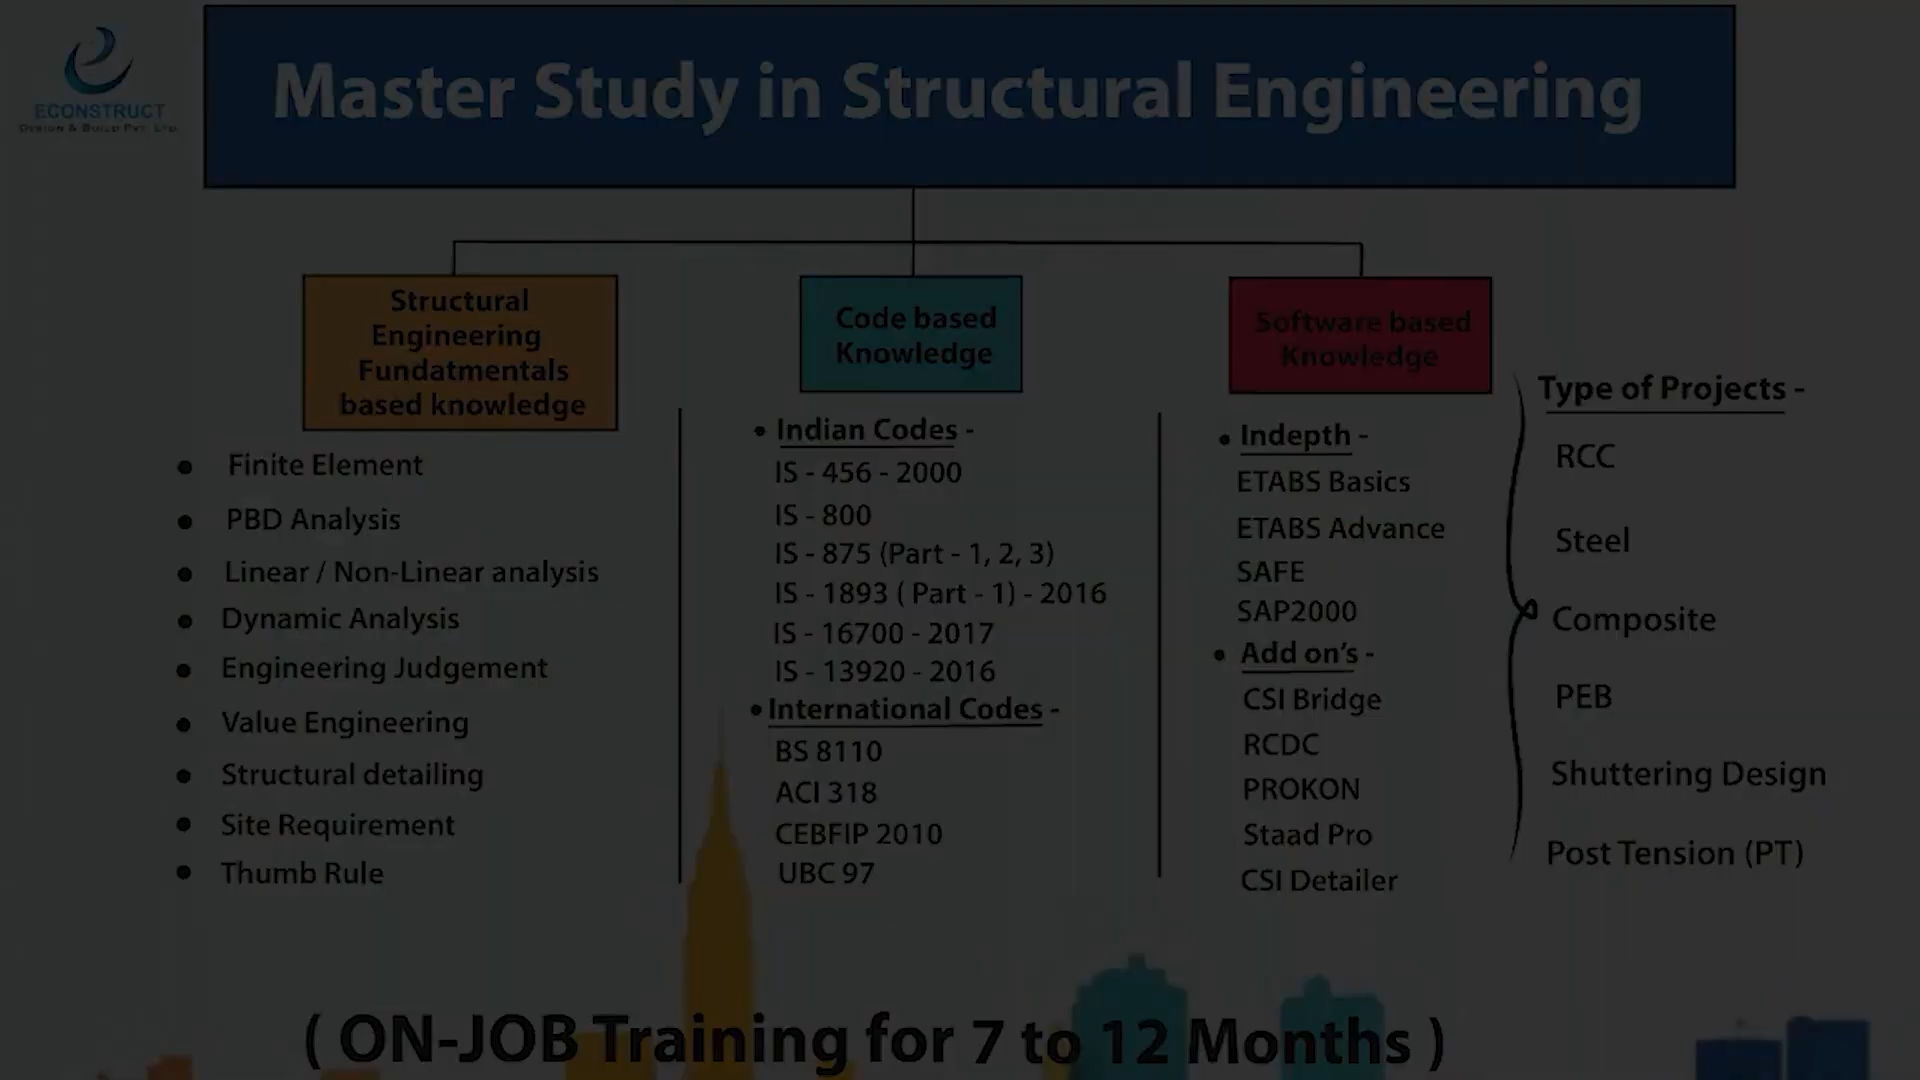 ECONSTRUCT
Design & Build Pvt. Ltd.
Master Study in Structural Engineering
Structural
Engineering
Fundatmentals
based knowledge
Finite Element
PBD Analysis
Linear / Non-Linear analysis
Dynamic Analysis
Engineering Judgement
Value Engineering
Structural detailing
Site Requirement
Thumb Rule
Code based
Knowledge
Indian Codes -
IS - 456 - 2000
IS - 800
IS - 875 (Part - 1, 2, 3)
IS - 1893 ( Part - 1) - 2016
IS - 16700 - 2017
IS - 13920 - 2016
International Codes -
BS 8110
ACI 318
CEBFIP 2010
UBC 97
Software based
Knowledge
Indepth -
ETABS Basics
ETABS Advance
SAFE
SAP2000
Add on's -
CSI Bridge
RCDC
PROKON
Staad Pro
CSI Detailer
Type of Projects -
RCC
Steel
Composite
PEB
Shuttering Design
Post Tension (PT)
( ON-JOB Training for 7 to 12 Months )